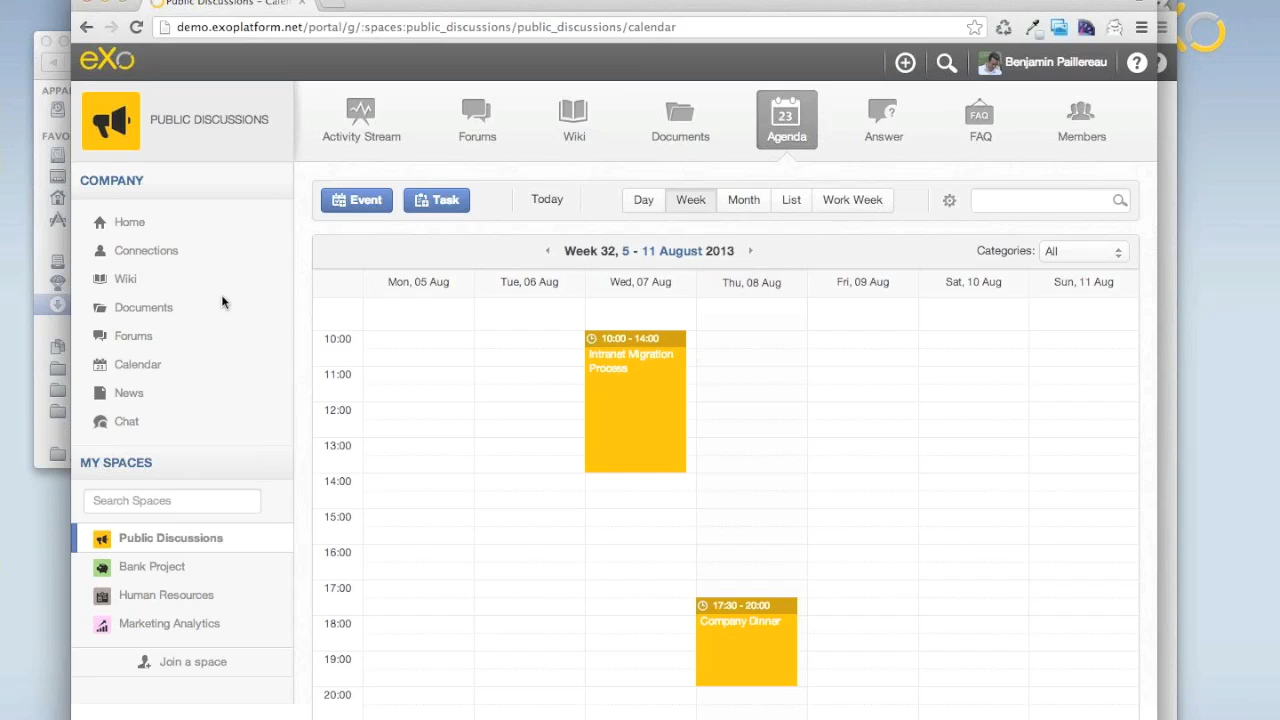 Public Discussions - Calen
demo.exoplatform.net/portal/g/:spaces:public_discussions/public_discussions/calendar
eXo
Benjamin Paillereau
?
APPA
FAVO
PUBLIC DISCUSSIONS
Activity Stream
Forums
Wiki
Documents
23
Agenda
Answer
FAQ
FAQ
Members
COMPANY
Home
Connections
Wiki
Documents
Forums
Calendar
News
Chat
MY SPACES
Search Spaces
Public Discussions
Bank Project
Human Resources
Marketing Analytics
Join a space
Event
Task
Today
Day
Week
Month
List
Work Week
Week 32, 5 - 11 August 2013
Categories:
All
Mon, 05 Aug
Tue, 06 Aug
Wed, 07 Aug
Thu, 08 Aug
Fri, 09 Aug
Sat, 10 Aug
Sun, 11 Aug
10:00
11:00
12:00
13:00
14:00
15:00
16:00
17:00
18:00
19:00
20:00
10:00 - 14:00
Intranet Migration
Process
17:30 - 20:00
Company Dinner